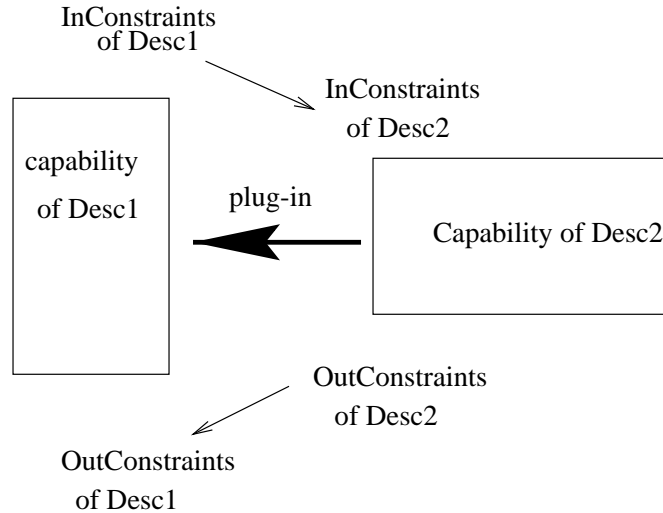 InConstraints
of Desc1
InConstraints
of Desc2
capability
of Desc1
plug-in
Capability of Desc2
OutConstraints
of Desc2
OutConstraints
of Desc1